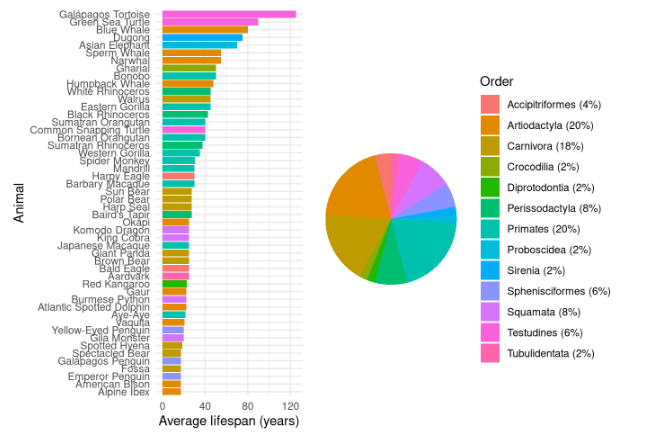 Galápagos Tortoise
Green Sea Turtle
Blue Whale
Dugong
Asian Elephant
Sperm Whale
Narwhal
Gharial
Bonobo
Humpback Whale
White Rhinoceros
Walrus
Eastern Gorilla
Black Rhinoceros
Sumatran Orangutan
Common Snapping Turtle
Bornean Orangutan
Sumatran Rhinoceros
Western Gorilla
Spider Monkey
Mandrill
Harpy Eagle
Barbary Macaque
Sun Bear
Polar Bear
Harp Seal
Baird's Tapir
Okapi
Komodo Dragon
King Cobra
Japanese Macaque
Giant Panda
Brown Bear
Bald Eagle
Aardvark
Red Kangaroo
Gaur
Burmese Python
Atlantic Spotted Dolphin
Aye-Aye
Vaquita
Yellow-Eyed Penguin
Gila Monster
Spotted Hyena
Spectacled Bear
Galápagos Penguin
Fossa
Emperor Penguin
American Bison
Alpine Ibex
Animal
0 40 80 120
Average lifespan (years)
Order
Accipitriformes (4%)
Artiodactyla (20%)
Carnivora (18%)
Crocodilia (2%)
Diprotodontia (2%)
Perissodactyla (8%)
Primates (20%)
Proboscidea (2%)
Sirenia (2%)
Sphenisciformes (6%)
Squamata (8%)
Testudines (6%)
Tubulidentata (2%)